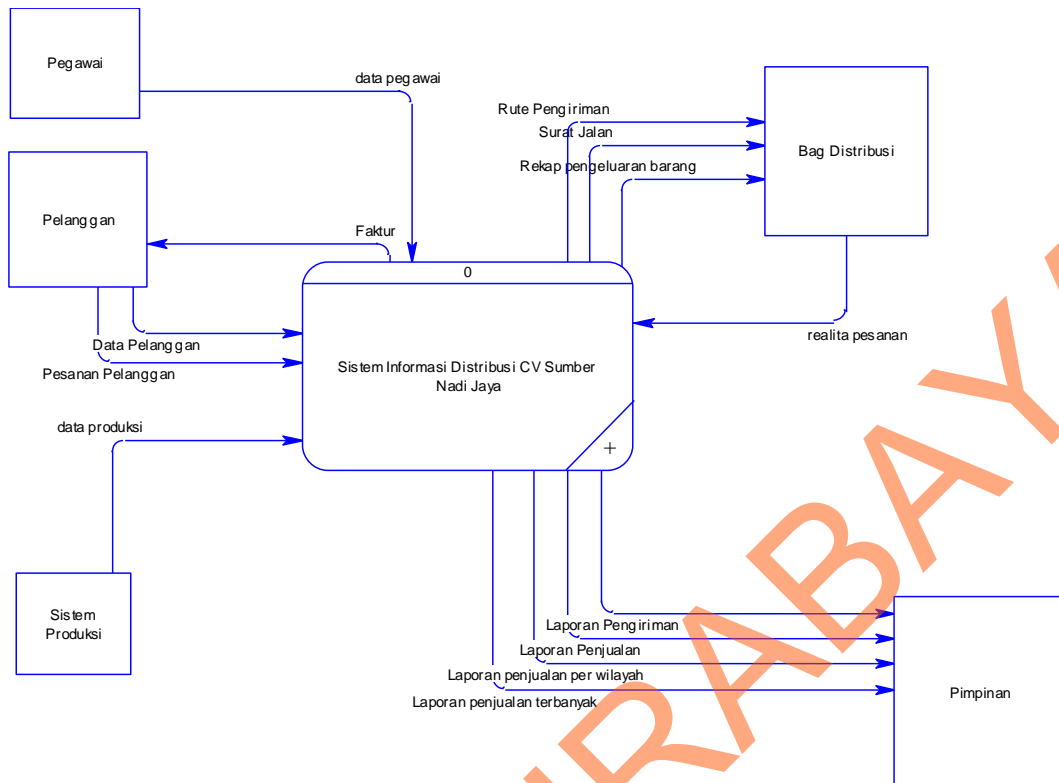 Pegawai
data pegawai
Rute Pengiriman
Surat Jalan
Rekap pengeluaran barang
Bag Distribusi
Pelanggan
Faktur
0
Data Pelanggan
Pesanan Pelanggan
realita pesanan
Sistem Informasi Distribusi CV Sumber
Nadi Jaya
+
data produksi
Sistem
Produksi
Laporan Pengiriman
Laporan Penjualan
Laporan penjualan per wilayah
Laporan penjualan terbanyak
Pimpinan
RABAYA